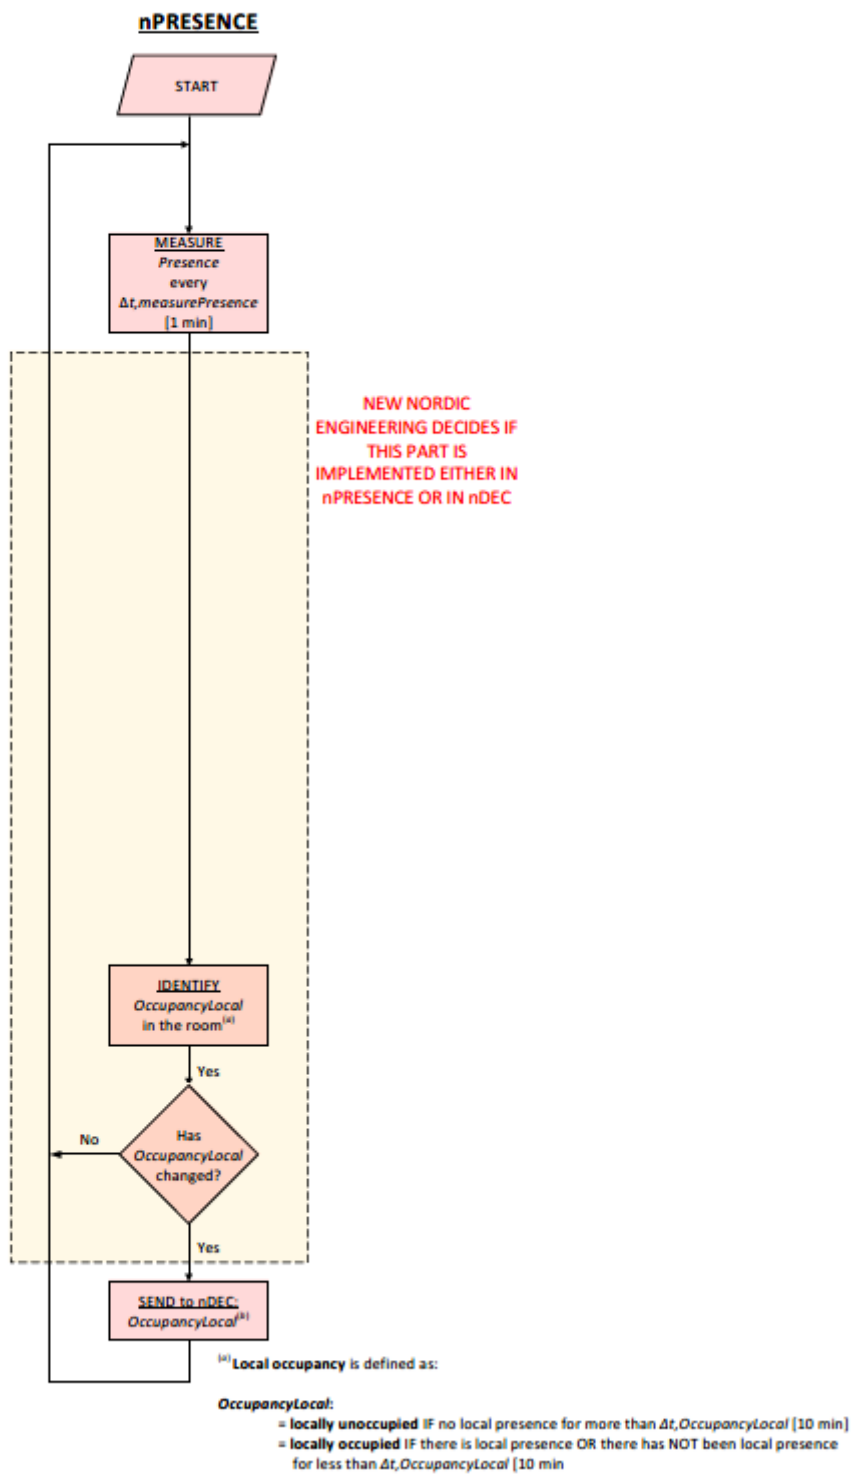 nPRESENCE
START
MEASURE
Presence
every
Δt,measurePresence
[1 min]
NEW NORDIC
ENGINEERING DECIDES IF
THIS PART IS
IMPLEMENTED EITHER IN
nPRESENCE OR IN nDEC
IDENTIFY
OccupancyLocal
in the room(a)
Yes
No
Has
OccupancyLocal
changed?
Yes
SEND to nDEC:
OccupancyLocal(b)
(a) Local occupancy is defined as:
OccupancyLocal:
= locally unoccupied IF no local presence for more than Δt,OccupancyLocal [10 min]
= locally occupied IF there is local presence OR there has NOT been local presence
for less than Δt,OccupancyLocal [10 min